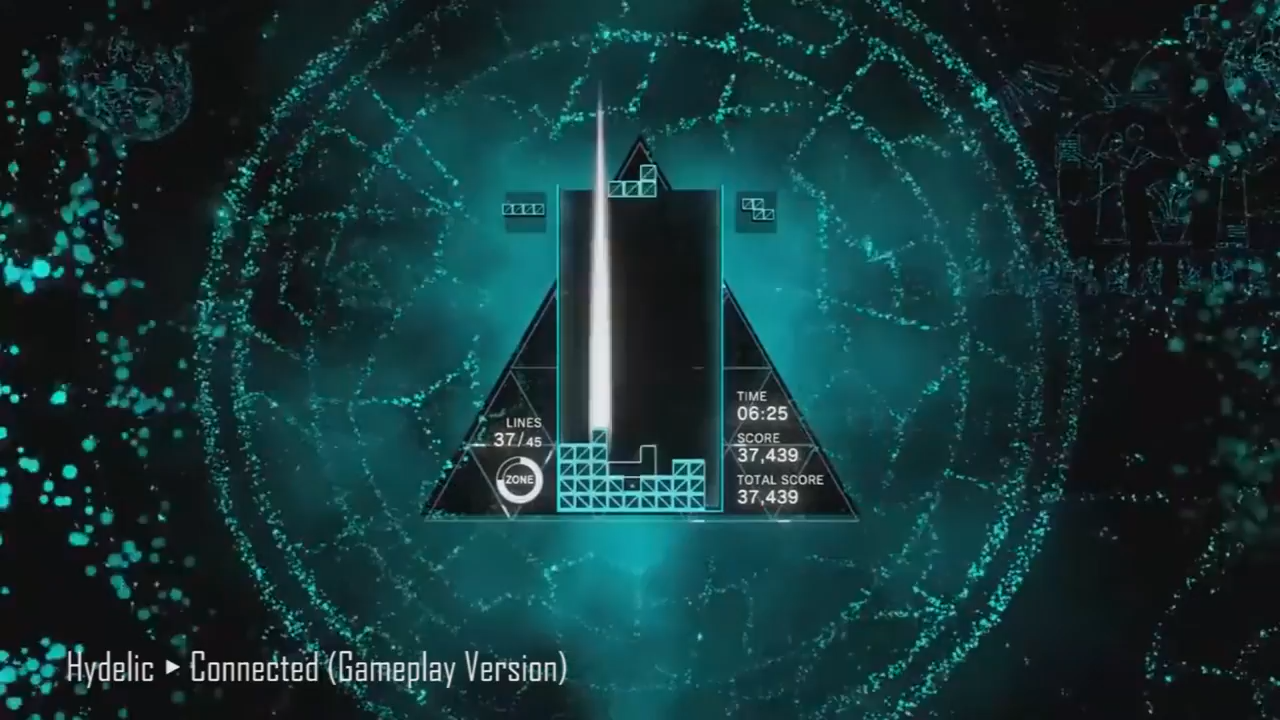 LINES
37/45
ZONE
TIME
06:25
SCORE
37,439
TOTAL SCORE
37,439
Hydelic ▸ Connected (Gameplay Version)